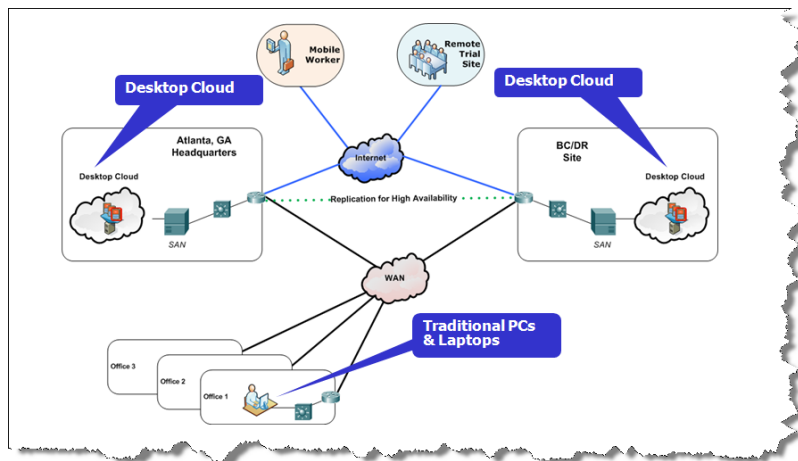 Mobile
Worker
Remote
Trial
Site
Desktop Cloud
Desktop Cloud
Atlanta, GA
Headquarters
Desktop Cloud
SAN
Internet
Replication for High Availability
BC/DR
Site
Desktop Cloud
SAN
WAN
Traditional PCs
& Laptops
Office 3
Office 2
Office 1